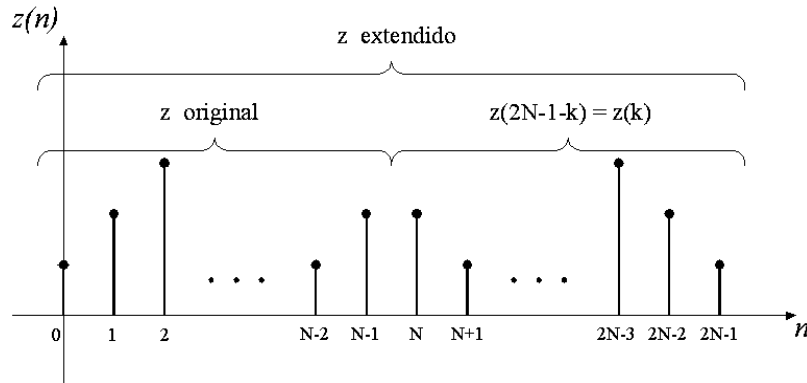 z(n)
z extendido
z original
z(2N-1-k) = z(k)
0 1 2 N-2 N-1 N N+1 2N-3 2N-2 2N-1 n